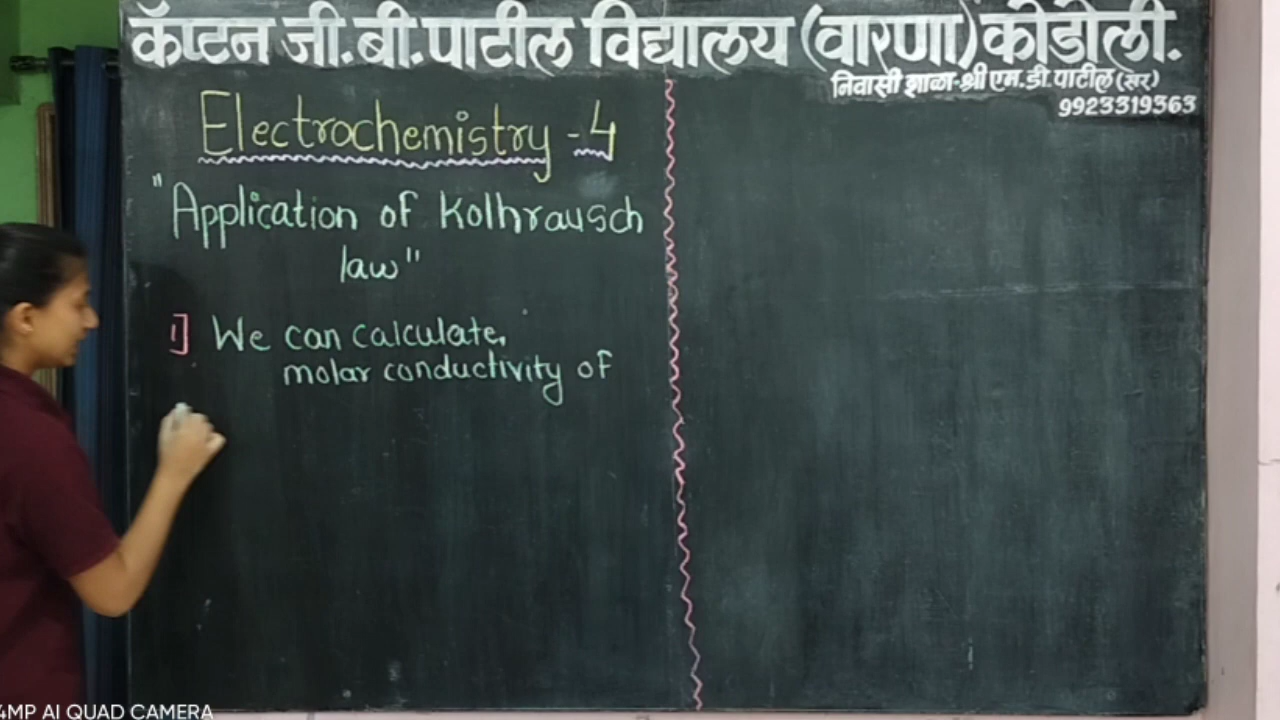 कॅप्टन जी.बी.पाटील विद्यालय (वारणा) कोडोली.
निवासी शाळा-श्री एम.डी.पाटील (सर)
9923319363
Electrochemistry - 4
"Application of Kolhrausch
law"
1] We can calculate,
molar conductivity of
4MP AI QUAD CAMERA